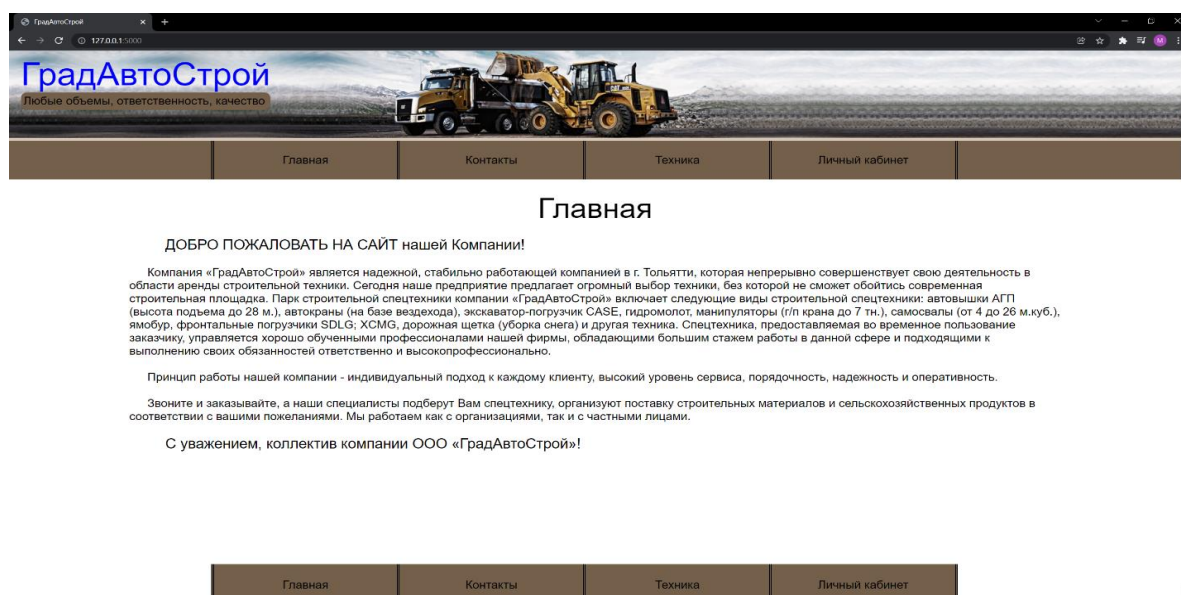 ГрадАвтоСтрой
127.0.0.1:5000
ГрадАвтоСтрой
Любые объемы, ответственность, качество
Главная Контакты Техника Личный кабинет
Главная
ДОБРО ПОЖАЛОВАТЬ НА САЙТ нашей Компании!
Компания «ГрадАвтоСтрой» является надежной, стабильно работающей компанией в г. Тольятти, которая непрерывно совершенствует свою деятельность в
области аренды строительной техники. Сегодня наше предприятие предлагает огромный выбор техники, без которой не сможет обойтись современная
строительная площадка. Парк строительной спецтехники компании «ГрадАвтоСтрой» включает следующие виды строительной спецтехники: автовышки АГП
(высота подъема до 28 м.), автокраны (на базе вездехода), экскаватор-погрузчик CASE, гидромолот, манипуляторы (г/п крана до 7 тн.), самосвалы (от 4 до 26 м.куб.),
ямобур, фронтальные погрузчики SDLG; XCMG, дорожная щетка (уборка снега) и другая техника. Спецтехника, предоставляемая во временное пользование
заказчику, управляется хорошо обученными профессионалами нашей фирмы, обладающими большим стажем работы в данной сфере и подходящими к
выполнению своих обязанностей ответственно и высокопрофессионально.
Принцип работы нашей компании - индивидуальный подход к каждому клиенту, высокий уровень сервиса, порядочность, надежность и оперативность.
Звоните и заказывайте, а наши специалисты подберут Вам спецтехнику, организуют поставку строительных материалов и сельскохозяйственных продуктов в
соответствии с вашими пожеланиями. Мы работаем как с организациями, так и с частными лицами.
С уважением, коллектив компании ООО «ГрадАвтоСтрой»!
Главная Контакты Техника Личный кабинет